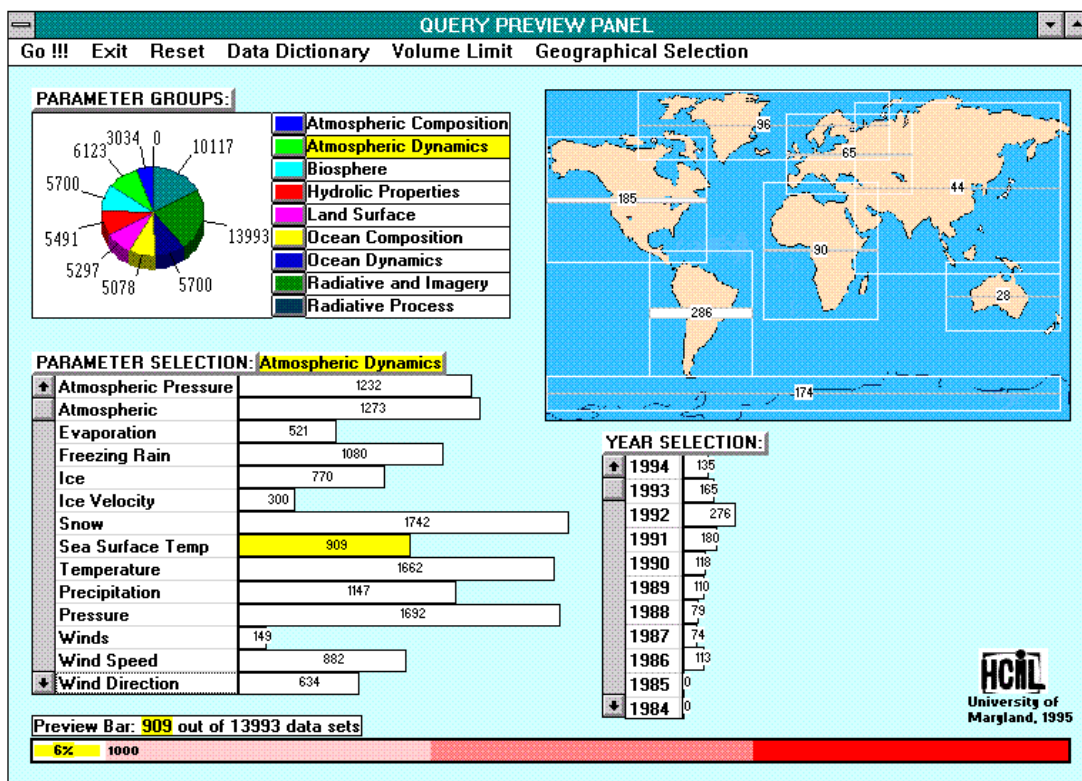 QUERY PREVIEW PANEL
Go !!! Exit Reset Data Dictionary Volume Limit Geographical Selection
PARAMETER GROUPS:
0
3034
10117
6123
5700
13993
5491
5297
5078
5700
Atmospheric Composition
Atmospheric Dynamics
Biosphere
Hydrolic Properties
Land Surface
Ocean Composition
Ocean Dynamics
Radiative and Imagery
Radiative Process
96
65
44
185
90
28
286
174
PARAMETER SELECTION: Atmospheric Dynamics
Atmospheric Pressure 1232
Atmospheric 1273
Evaporation 521
Freezing Rain 1080
Ice 770
Ice Velocity 300
Snow 1742
Sea Surface Temp 909
Temperature 1662
Precipitation 1147
Pressure 1692
Winds 149
Wind Speed 882
Wind Direction 634
YEAR SELECTION:
1994 135
1993 165
1992 276
1991 180
1990 118
1989 110
1988 79
1987 74
1986 113
1985 0
1984 0
HCIL
University of
Maryland, 1995
Preview Bar: 909 out of 13993 data sets
6% 1000